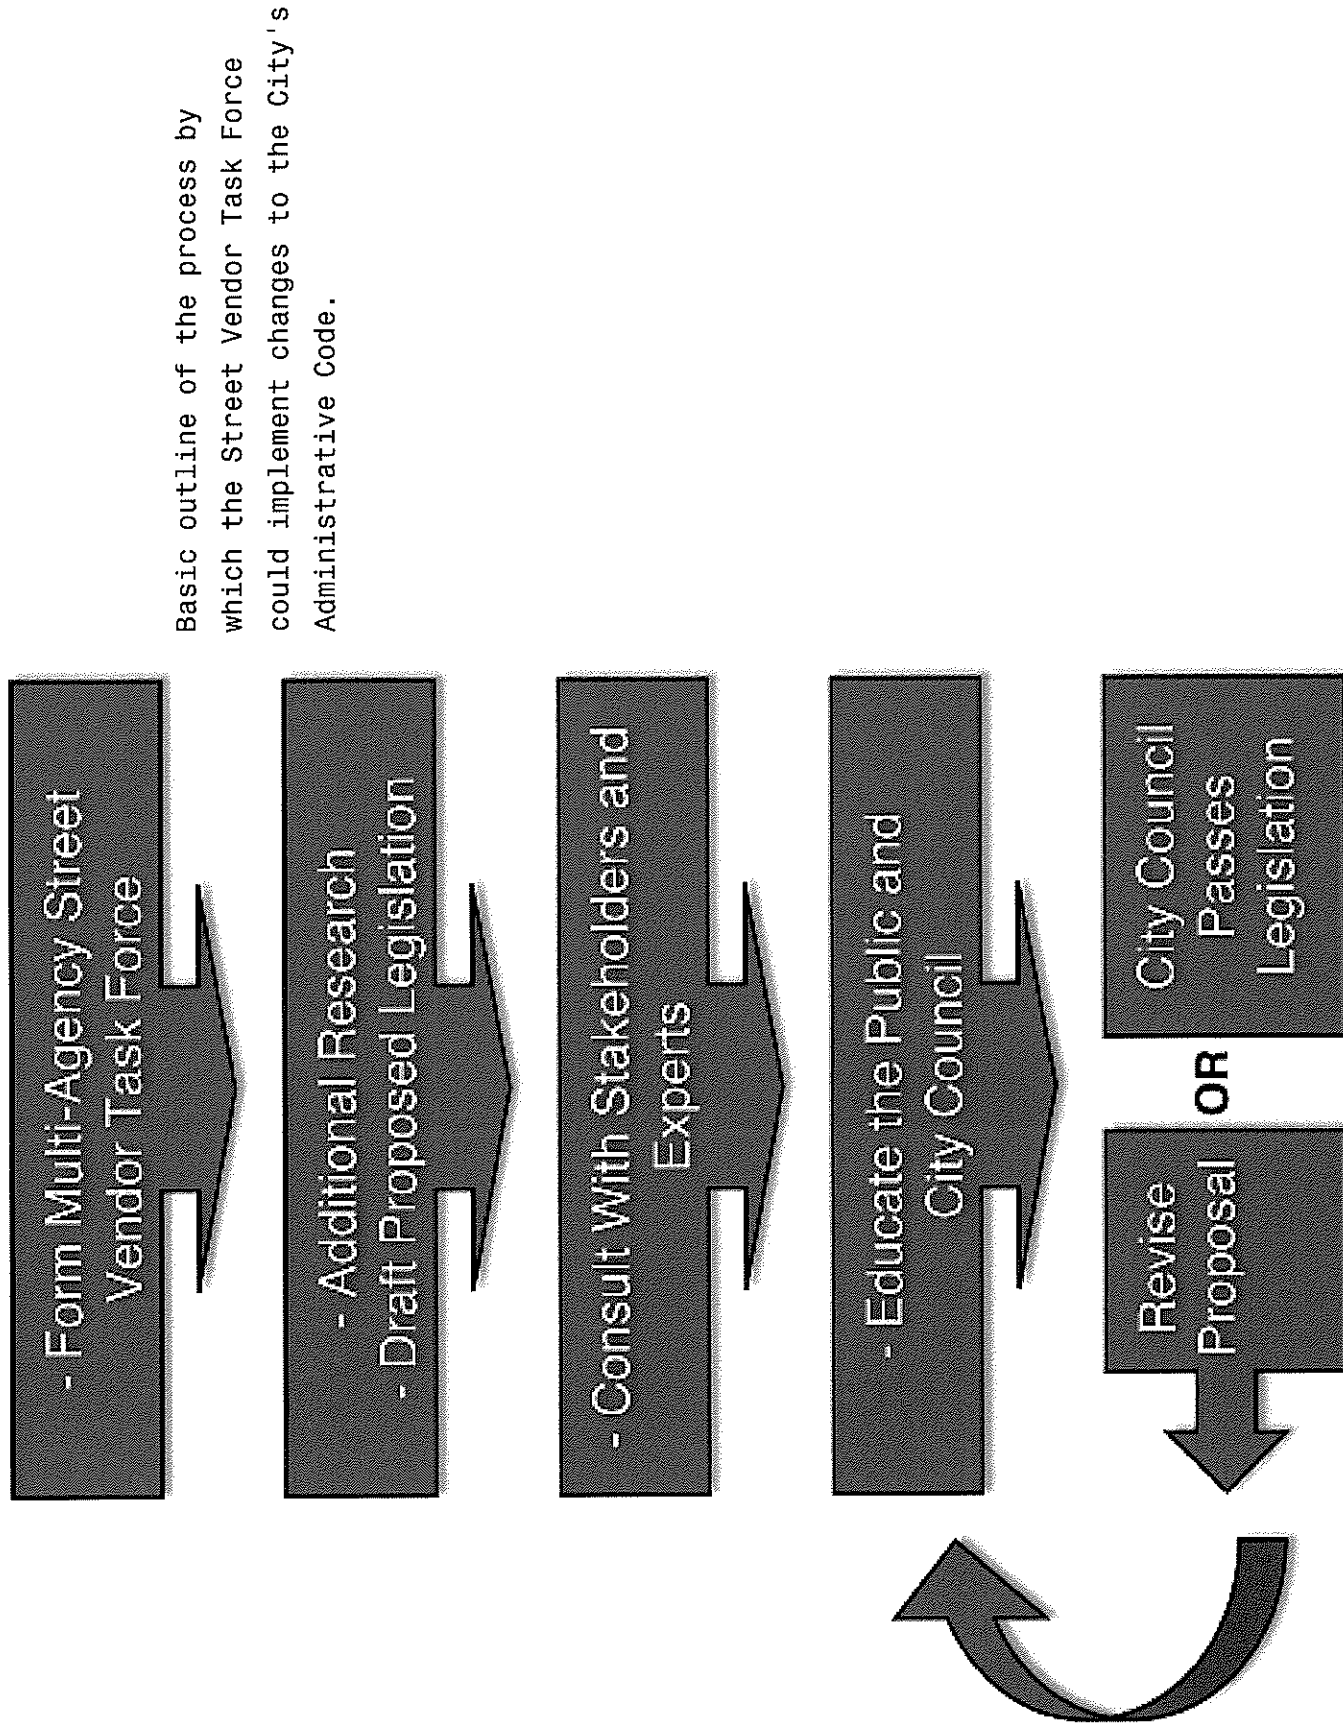 - Form Multi-Agency Street
Vendor Task Force
- Additional Research
- Draft Proposed Legislation
- Consult With Stakeholders and
Experts
- Educate the Public and
City Council
Revise
Proposal
OR
City Council
Passes
Legislation
Basic outline of the process by
which the Street Vendor Task Force
could implement changes to the City's
Administrative Code.